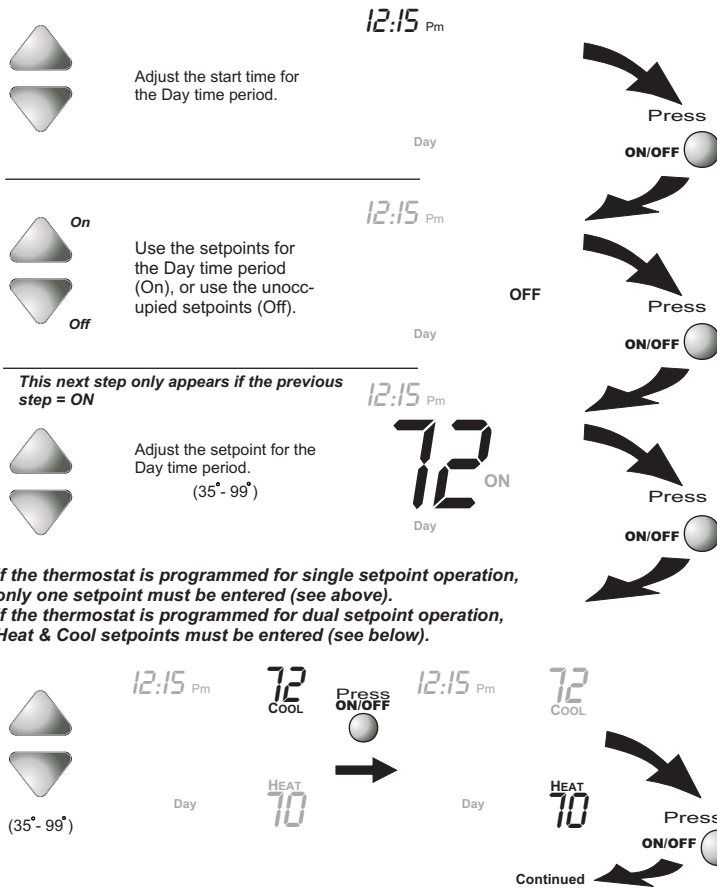 12:15 Pm
Adjust the start time for
the Day time period.
Day
Press
ON/OFF
On
Off
12:15 Pm
Use the setpoints for
the Day time period
(On), or use the unocc-
upied setpoints (Off).
OFF
Day
Press
ON/OFF
This next step only appears if the previous
step = ON
12:15 Pm
Adjust the setpoint for the
Day time period.
(35°- 99°)
72
ON
Day
Press
ON/OFF
If the thermostat is programmed for single setpoint operation,
only one setpoint must be entered (see above).
If the thermostat is programmed for dual setpoint operation,
Heat & Cool setpoints must be entered (see below).
(35°- 99°)
12:15 Pm
72
COOL
Day
HEAT
70
Press
ON/OFF
12:15 Pm
72
COOL
Day
HEAT
70
Press
ON/OFF
Continued